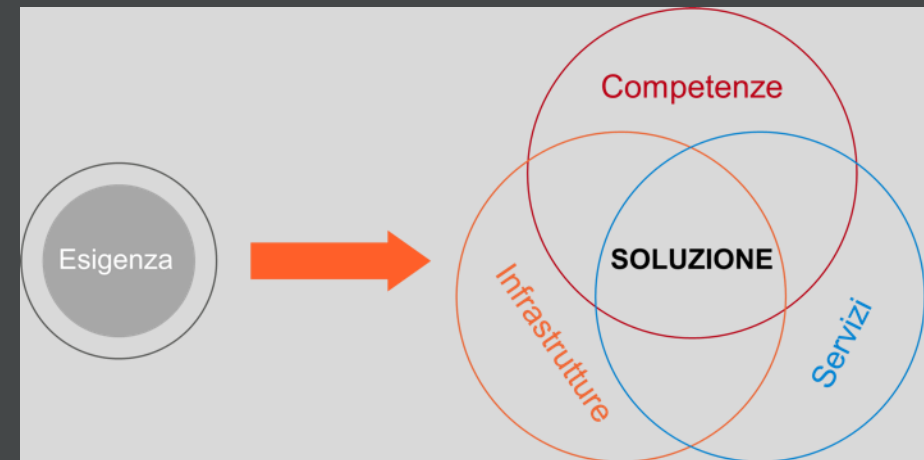 Competenze
Esigenza
SOLUZIONE
Infrastrutture
Servizi